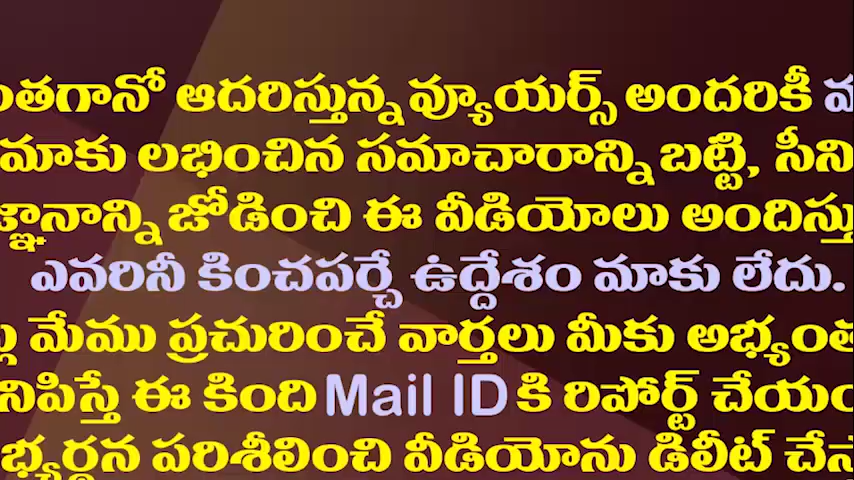 ంతగానో ఆదరిస్తున్న వ్యూయర్స్ అందరికీ
మాకు లభించిన సమాచారాన్ని బట్టి, సీని
జ్ఞానాన్ని జోడించి ఈ వీడియోలు అందిస్తు
ఎవరినీ కించపర్చే ఉద్దేశం మాకు లేదు.
మేము ప్రచురించే వార్తలు మీకు అభ్యంత
నిపిస్తే ఈ కింది Mail ID కి రిపోర్ట్ చేయం
భ్యర్థన పరిశీలించి వీడియోను డిలీట్ చేస